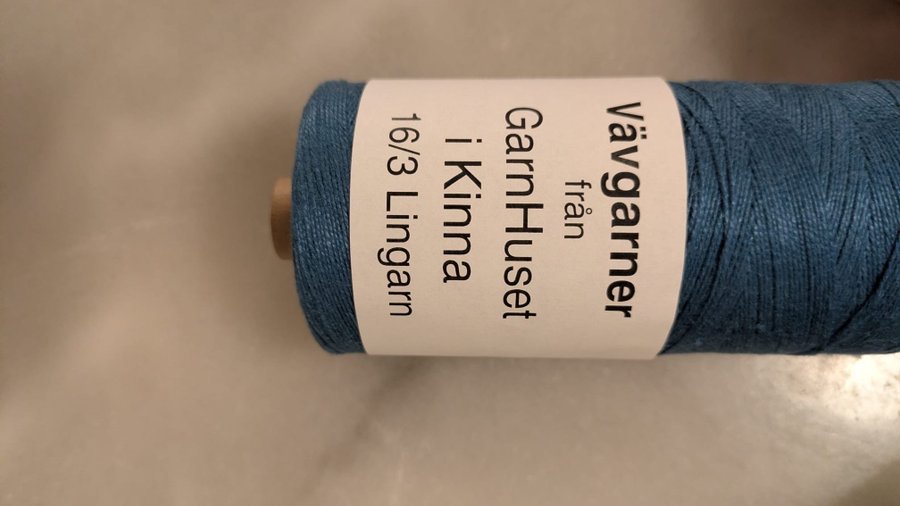 Vävgarner
från
GarnHuset
i Kinna
16/3 Lingarn